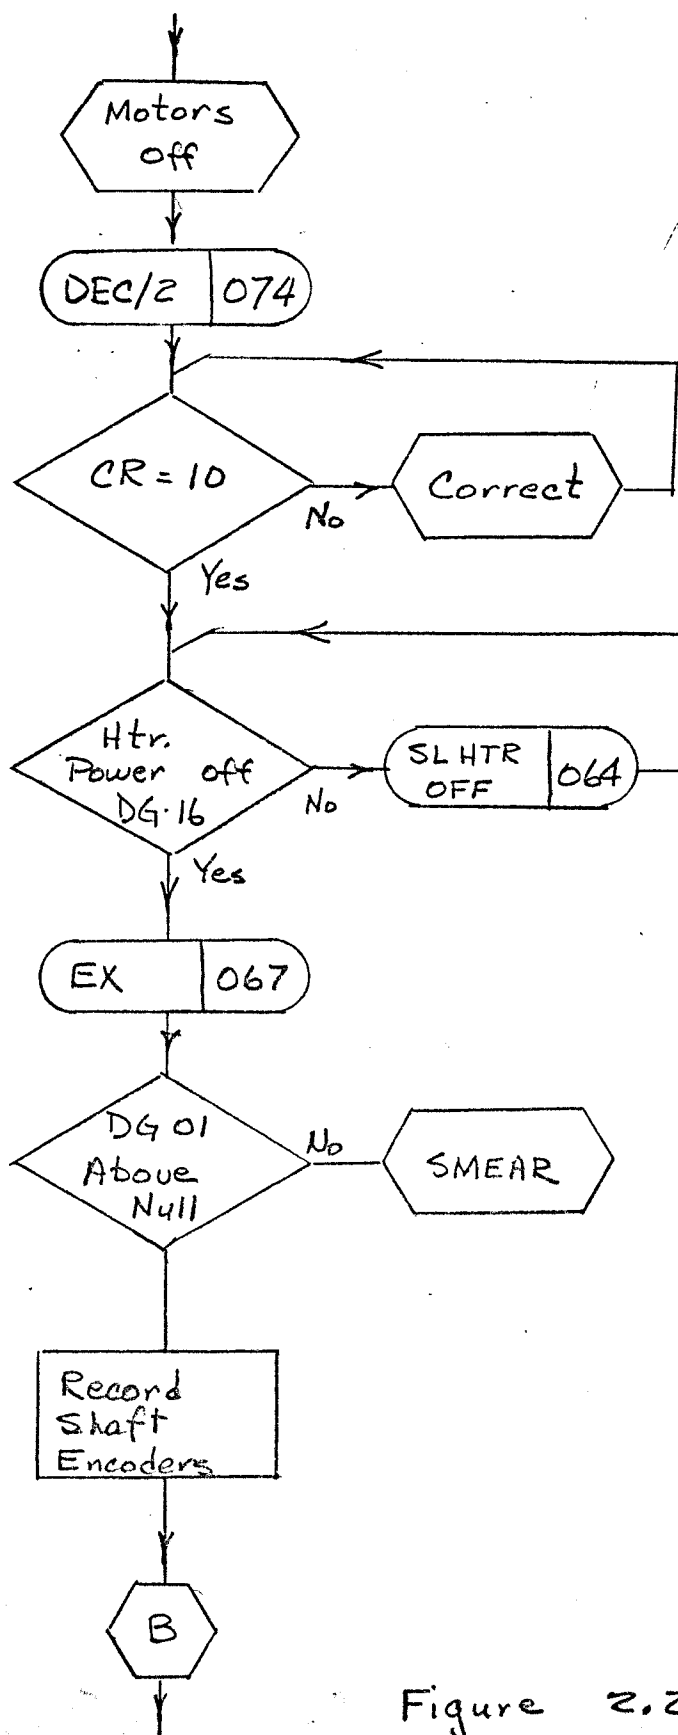 Motors
Off
DEC/2 074
CR = 10
No
Correct
Yes
Htr.
Power off
DG·16
No
SL HTR
OFF
064
Yes
EX 067
DG 01
Above
Null
No
SMEAR
Record
Shaft
Encoders
B
Figure 2.2